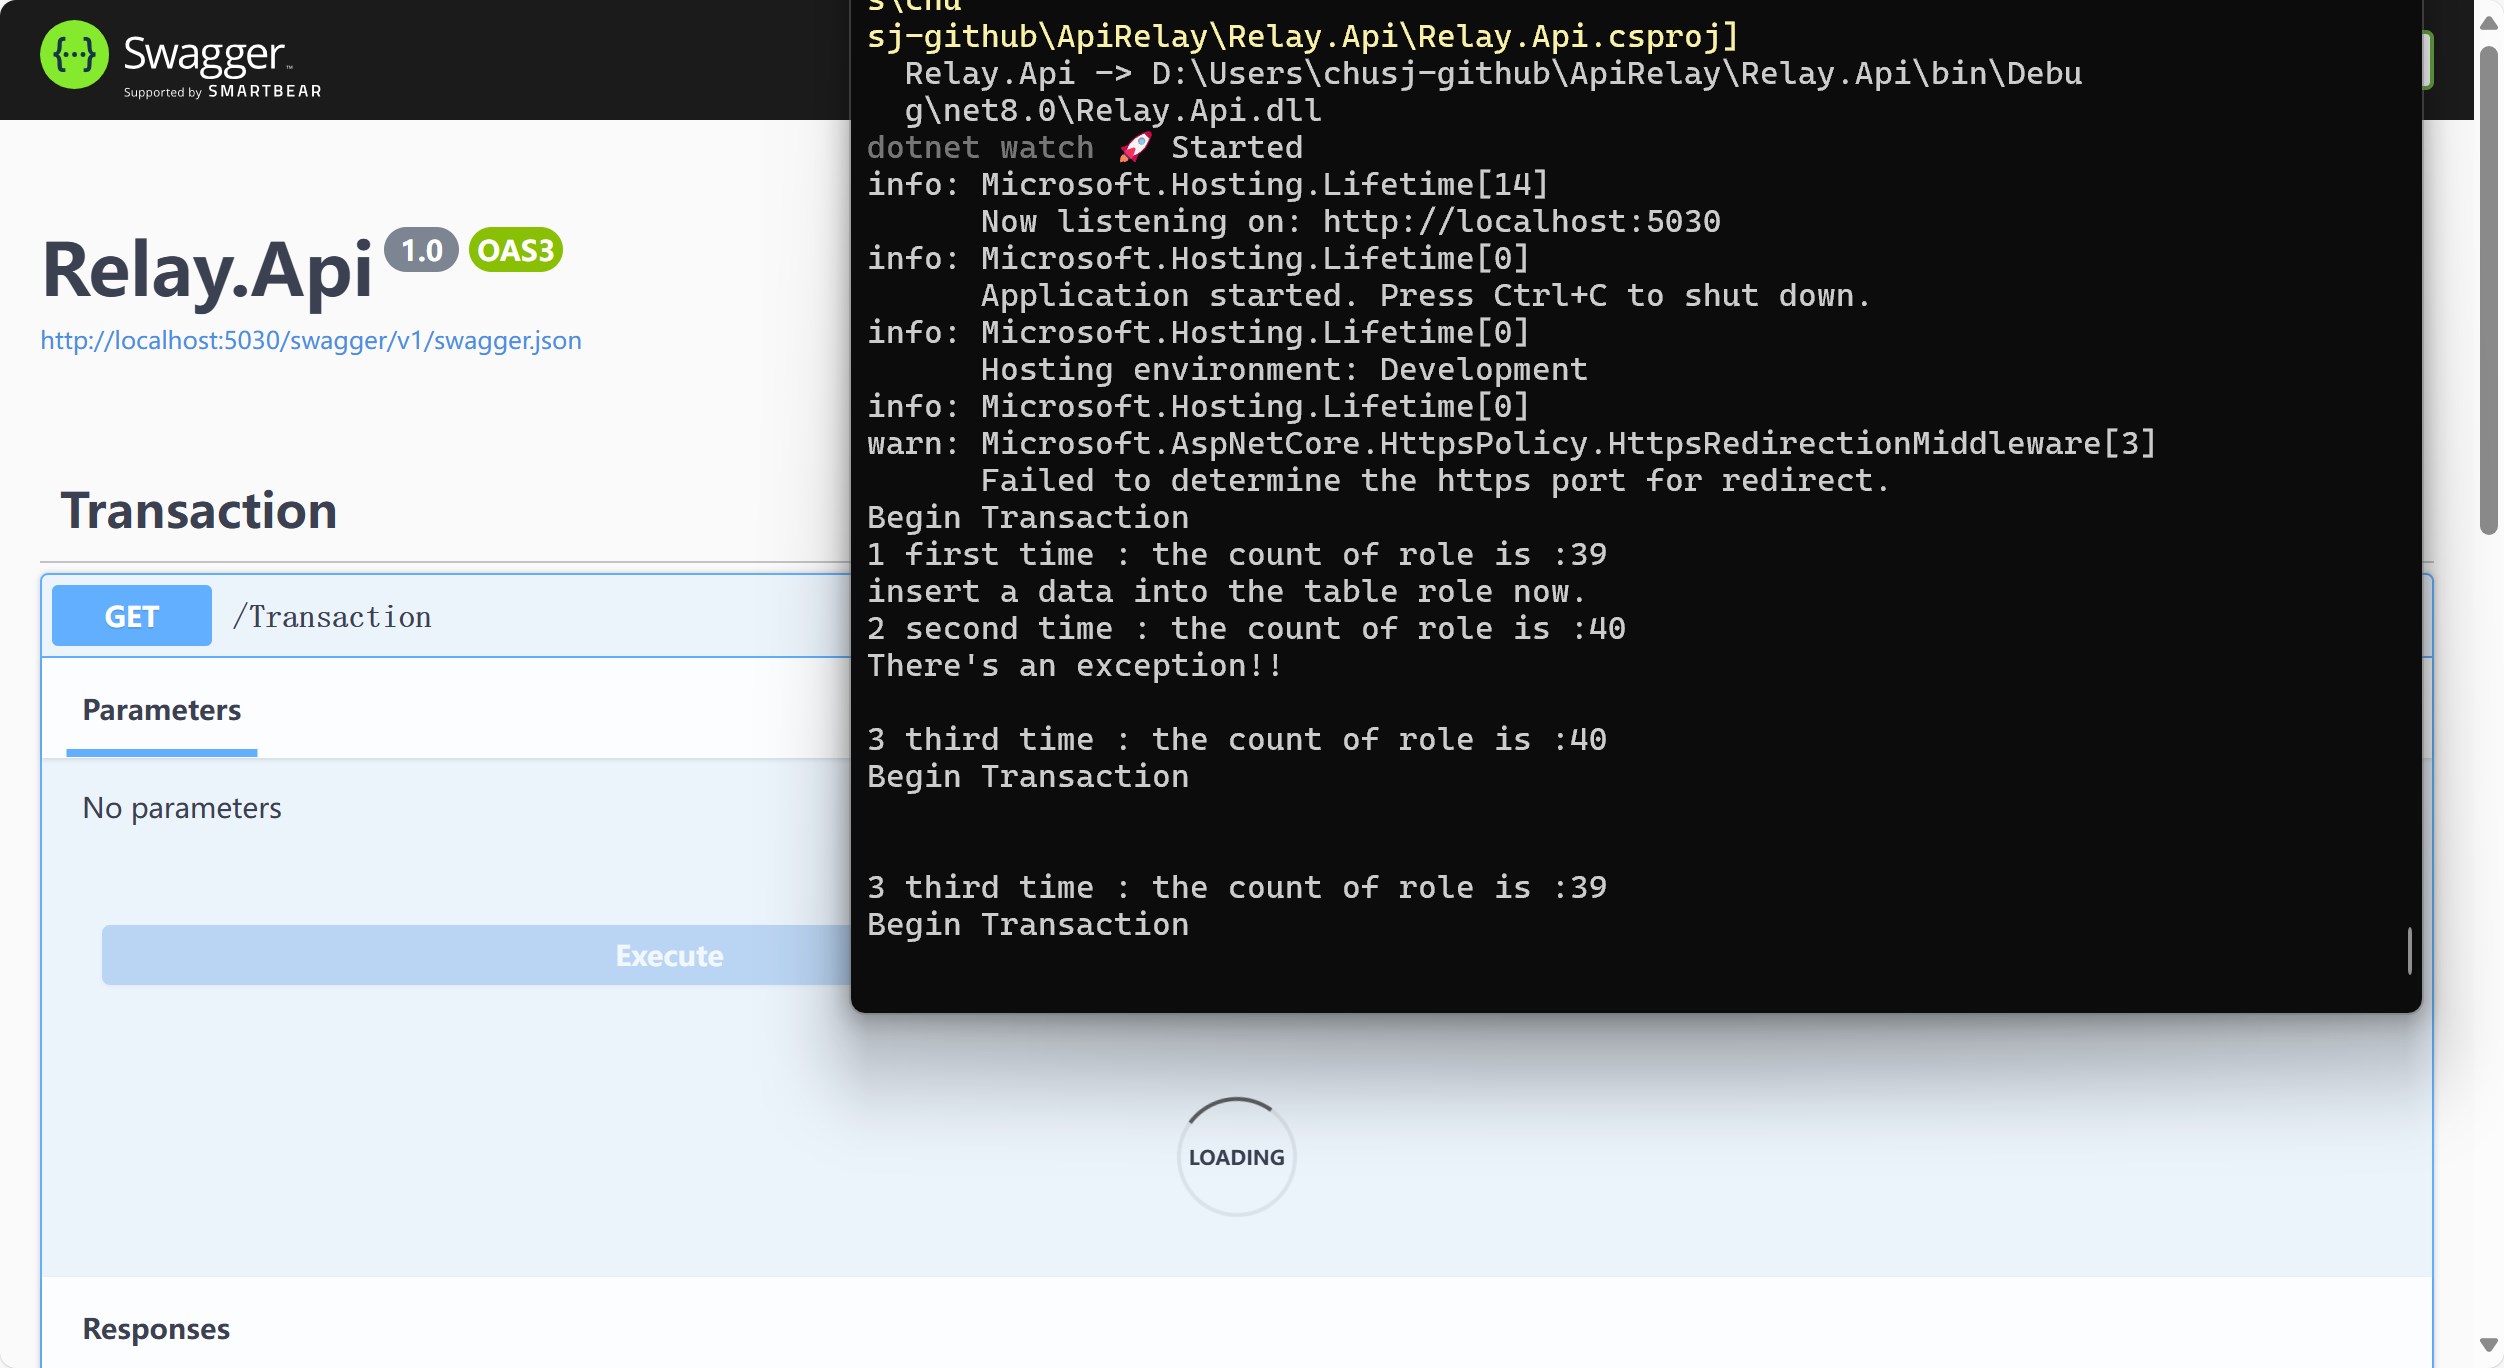 {···} Swagger™
Supported by SMARTBEAR
Relay.Api 1.0 OAS3
http://localhost:5030/swagger/v1/swagger.json
Transaction
GET /Transaction
Parameters
No parameters
Execute
LOADING
Responses
s\chu
sj-github\ApiRelay\Relay.Api\Relay.Api.csproj]
Relay.Api -> D:\Users\chusj-github\ApiRelay\Relay.Api\bin\Debu
g\net8.0\Relay.Api.dll
dotnet watch 🚀 Started
info: Microsoft.Hosting.Lifetime[14]
Now listening on: http://localhost:5030
info: Microsoft.Hosting.Lifetime[0]
Application started. Press Ctrl+C to shut down.
info: Microsoft.Hosting.Lifetime[0]
Hosting environment: Development
info: Microsoft.Hosting.Lifetime[0]
warn: Microsoft.AspNetCore.HttpsPolicy.HttpsRedirectionMiddleware[3]
Failed to determine the https port for redirect.
Begin Transaction
1 first time : the count of role is :39
insert a data into the table role now.
2 second time : the count of role is :40
There's an exception!!
3 third time : the count of role is :40
Begin Transaction
3 third time : the count of role is :39
Begin Transaction